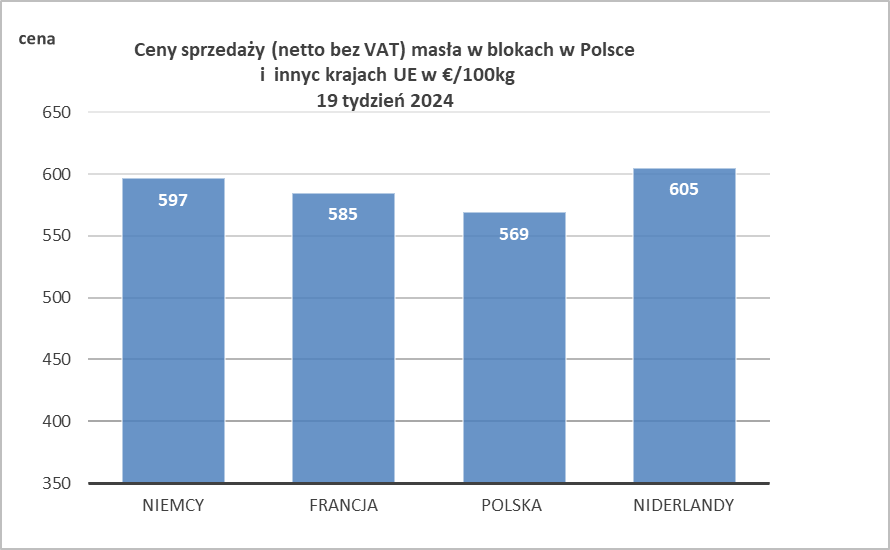 cena
Ceny sprzedaży (netto bez VAT) masła w blokach w Polsce
i innyc krajach UE w €/100kg
19 tydzień 2024
650
600
550
500
450
400
350
597
585
569
605
NIEMCY
FRANCJA
POLSKA
NIDERLANDY